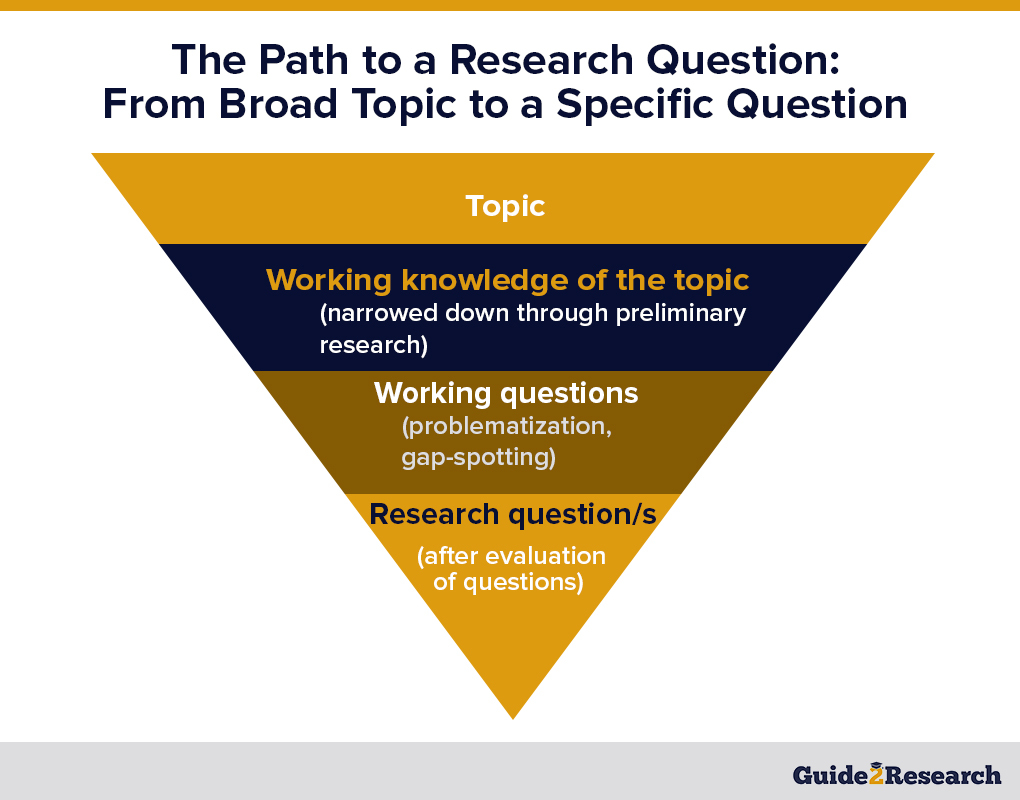 The Path to a Research Question:
From Broad Topic to a Specific Question
Topic
Working knowledge of the topic
(narrowed down through preliminary
research)
Working questions
(problematization,
gap-spotting)
Research question/s
(after evaluation
of questions)
Guide2Research